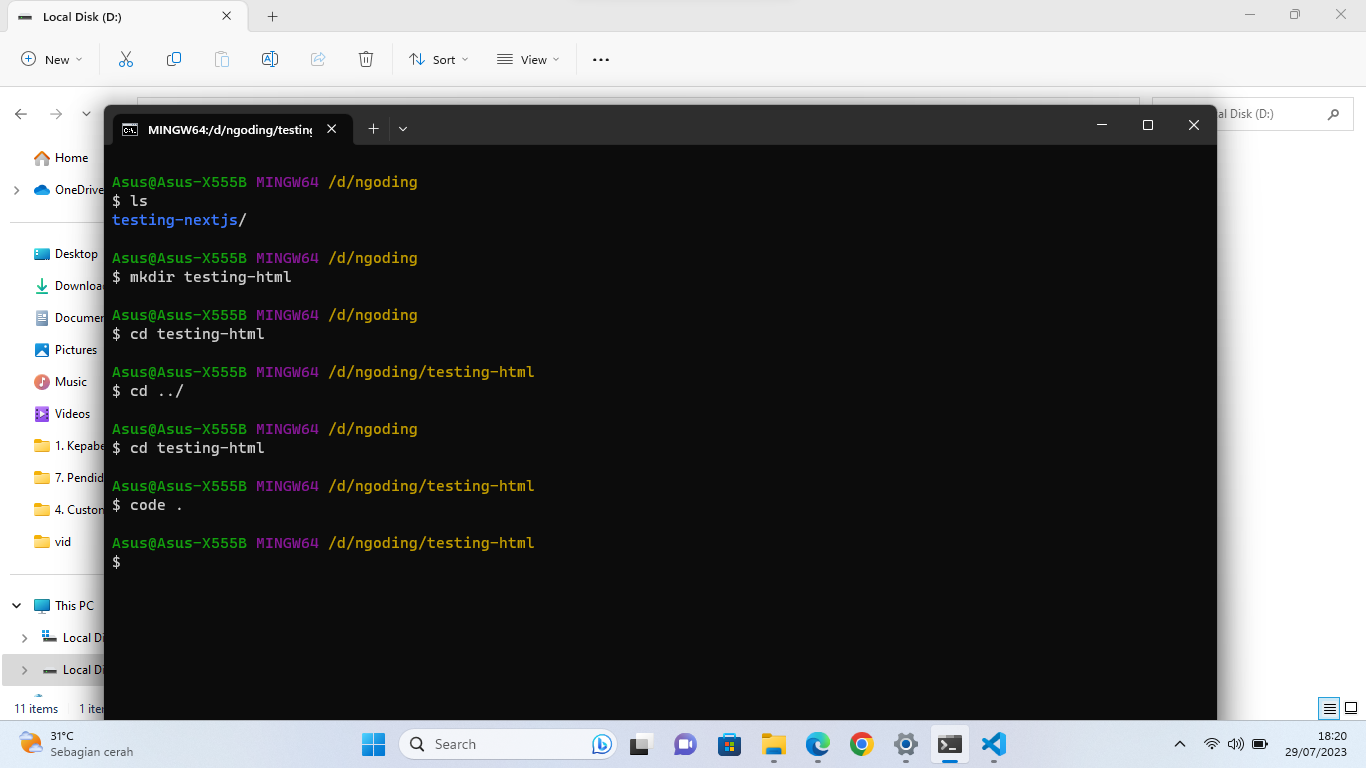 Local Disk (D:)
New
Sort
View
al Disk (D:)
MINGW64:/d/ngoding/testing
Home
OneDrive
Desktop
Downloa
Documen
Pictures
Music
Videos
1. Kepabe
7. Pendid
4. Custom
vid
This PC
Local Di
Local Di
Asus@Asus-X555B MINGW64 /d/ngoding
$ ls
testing-nextjs/
Asus@Asus-X555B MINGW64 /d/ngoding
$ mkdir testing-html
Asus@Asus-X555B MINGW64 /d/ngoding
$ cd testing-html
Asus@Asus-X555B MINGW64 /d/ngoding/testing-html
$ cd ../
Asus@Asus-X555B MINGW64 /d/ngoding
$ cd testing-html
Asus@Asus-X555B MINGW64 /d/ngoding/testing-html
$ code .
Asus@Asus-X555B MINGW64 /d/ngoding/testing-html
$
11 items 1 iter
31°C
Sebagian cerah
Search
18:20
29/07/2023